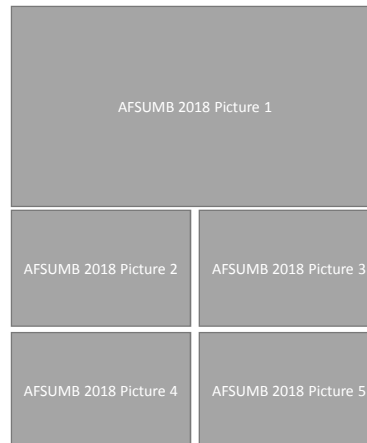 AFSUMB 2018 Picture 1
AFSUMB 2018 Picture 2
AFSUMB 2018 Picture 3
AFSUMB 2018 Picture 4
AFSUMB 2018 Picture 5